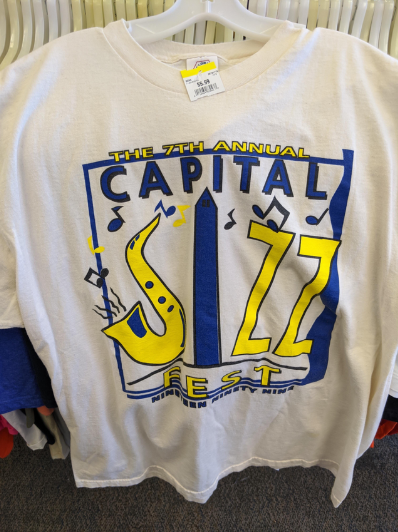 THE 7TH ANNUAL
CAPITAL
JAZZ
FEST
NINETEEN NINETY NINE